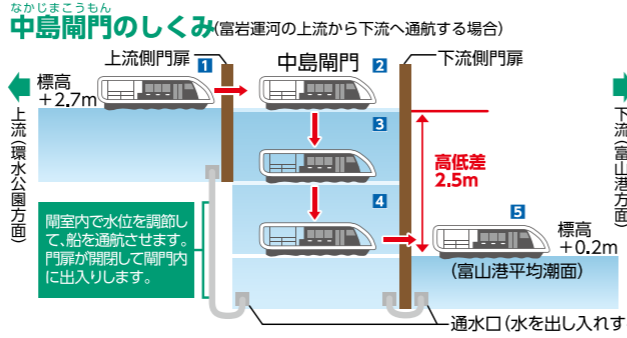 なかじまこうもん
中島閘門のしくみ(富岩運河の上流から下流へ通航する場合)
上流側門扉
1
中島閘門
2
下流側門扉
標高
+2.7m
上流(環水公園方面)
下流(富山港方面)
3
高低差
2.5m
4
閘室内で水位を調節し
て、船を通航させます。
門扉が開閉して閘門内
に出入りします。
5
標高
+0.2m
(富山港平均潮面)
通水口(水を出し入れす